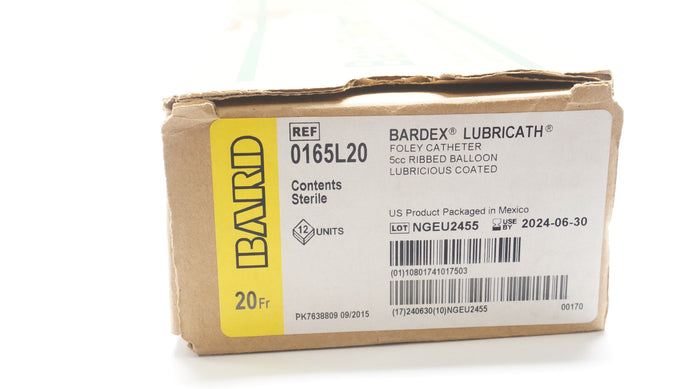 BARD
20 Fr
REF
0165L20
Contents
Sterile
12 UNITS
PK7638809 09/2015
BARDEX® LUBRICATH®
FOLEY CATHETER
5cc RIBBED BALLOON
LUBRICIOUS COATED
US Product Packaged in Mexico
LOT NGEU2455 USE BY 2024-06-30
(01)10801741017503
(17)240630(10)NGEU2455
00170